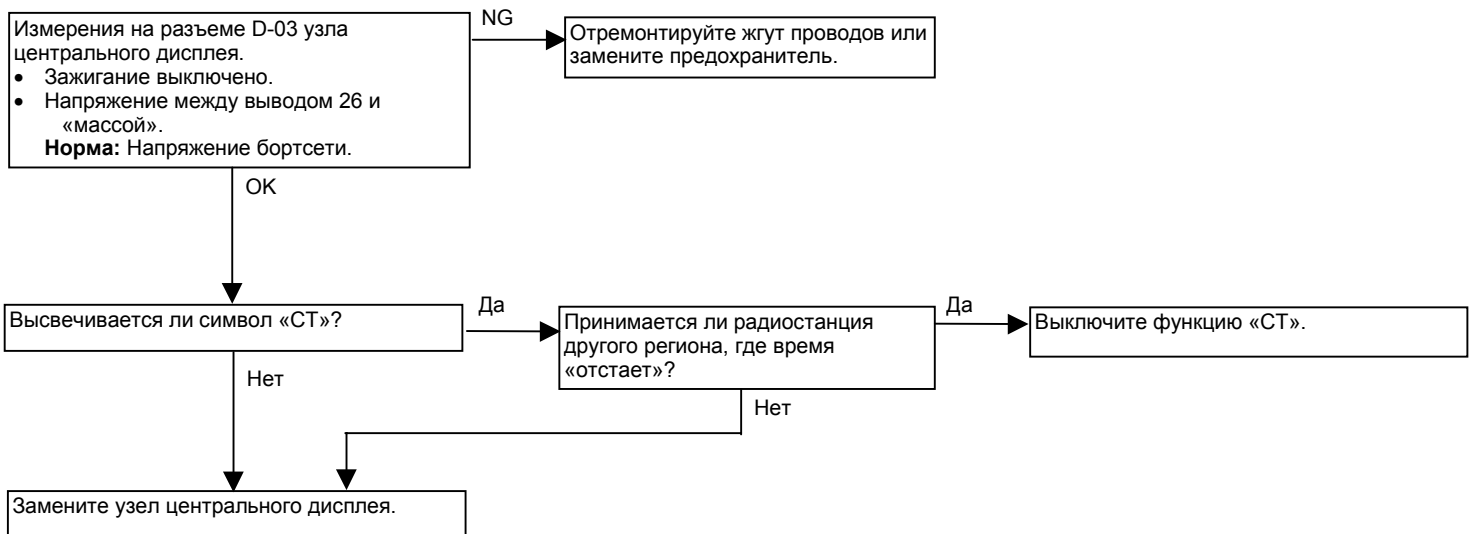 Измерения на разъеме D-03 узла
центрального дисплея.
• Зажигание выключено.
• Напряжение между выводом 26 и
«массой».
Норма: Напряжение бортсети.
NG
Отремонтируйте жгут проводов или
замените предохранитель.
OK
Высвечивается ли символ «CT»?
Да
Принимается ли радиостанция
другого региона, где время
«отстает»?
Да
Выключите функцию «CT».
Нет
Нет
Замените узел центрального дисплея.